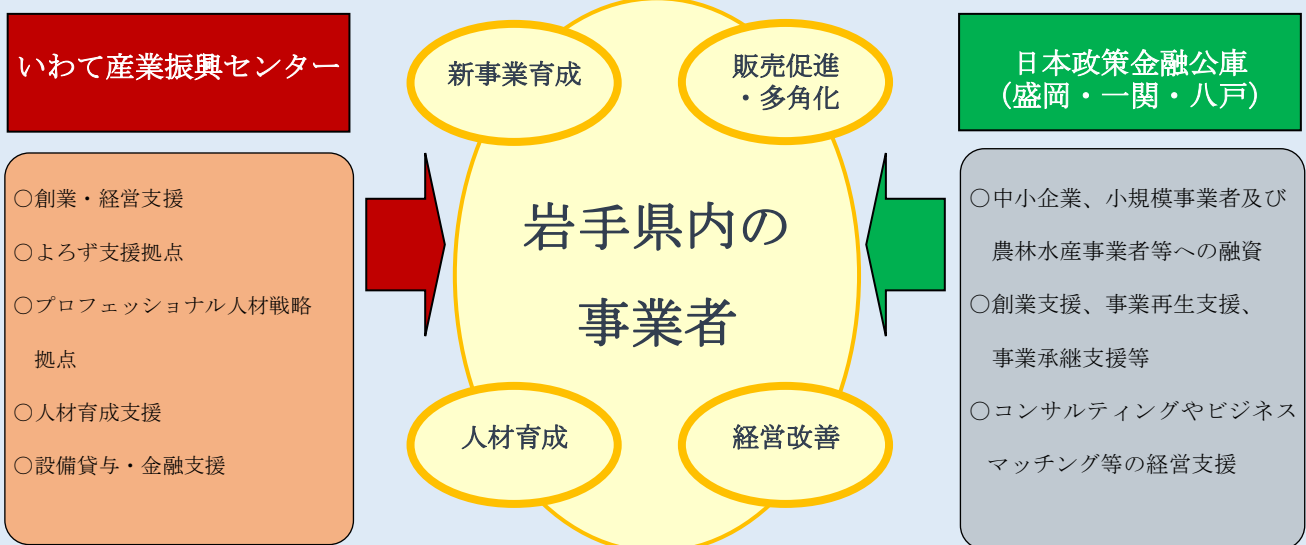 いわて産業振興センター
○創業・経営支援
○よろず支援拠点
○プロフェッショナル人材戦略
拠点
○人材育成支援
○設備貸与・金融支援
新事業育成
販売促進
・多角化
岩手県内の
事業者
人材育成
経営改善
日本政策金融公庫
(盛岡・一関・八戸)
○中小企業、小規模事業者及び
農林水産事業者等への融資
○創業支援、事業再生支援、
事業承継支援等
○コンサルティングやビジネス
マッチング等の経営支援